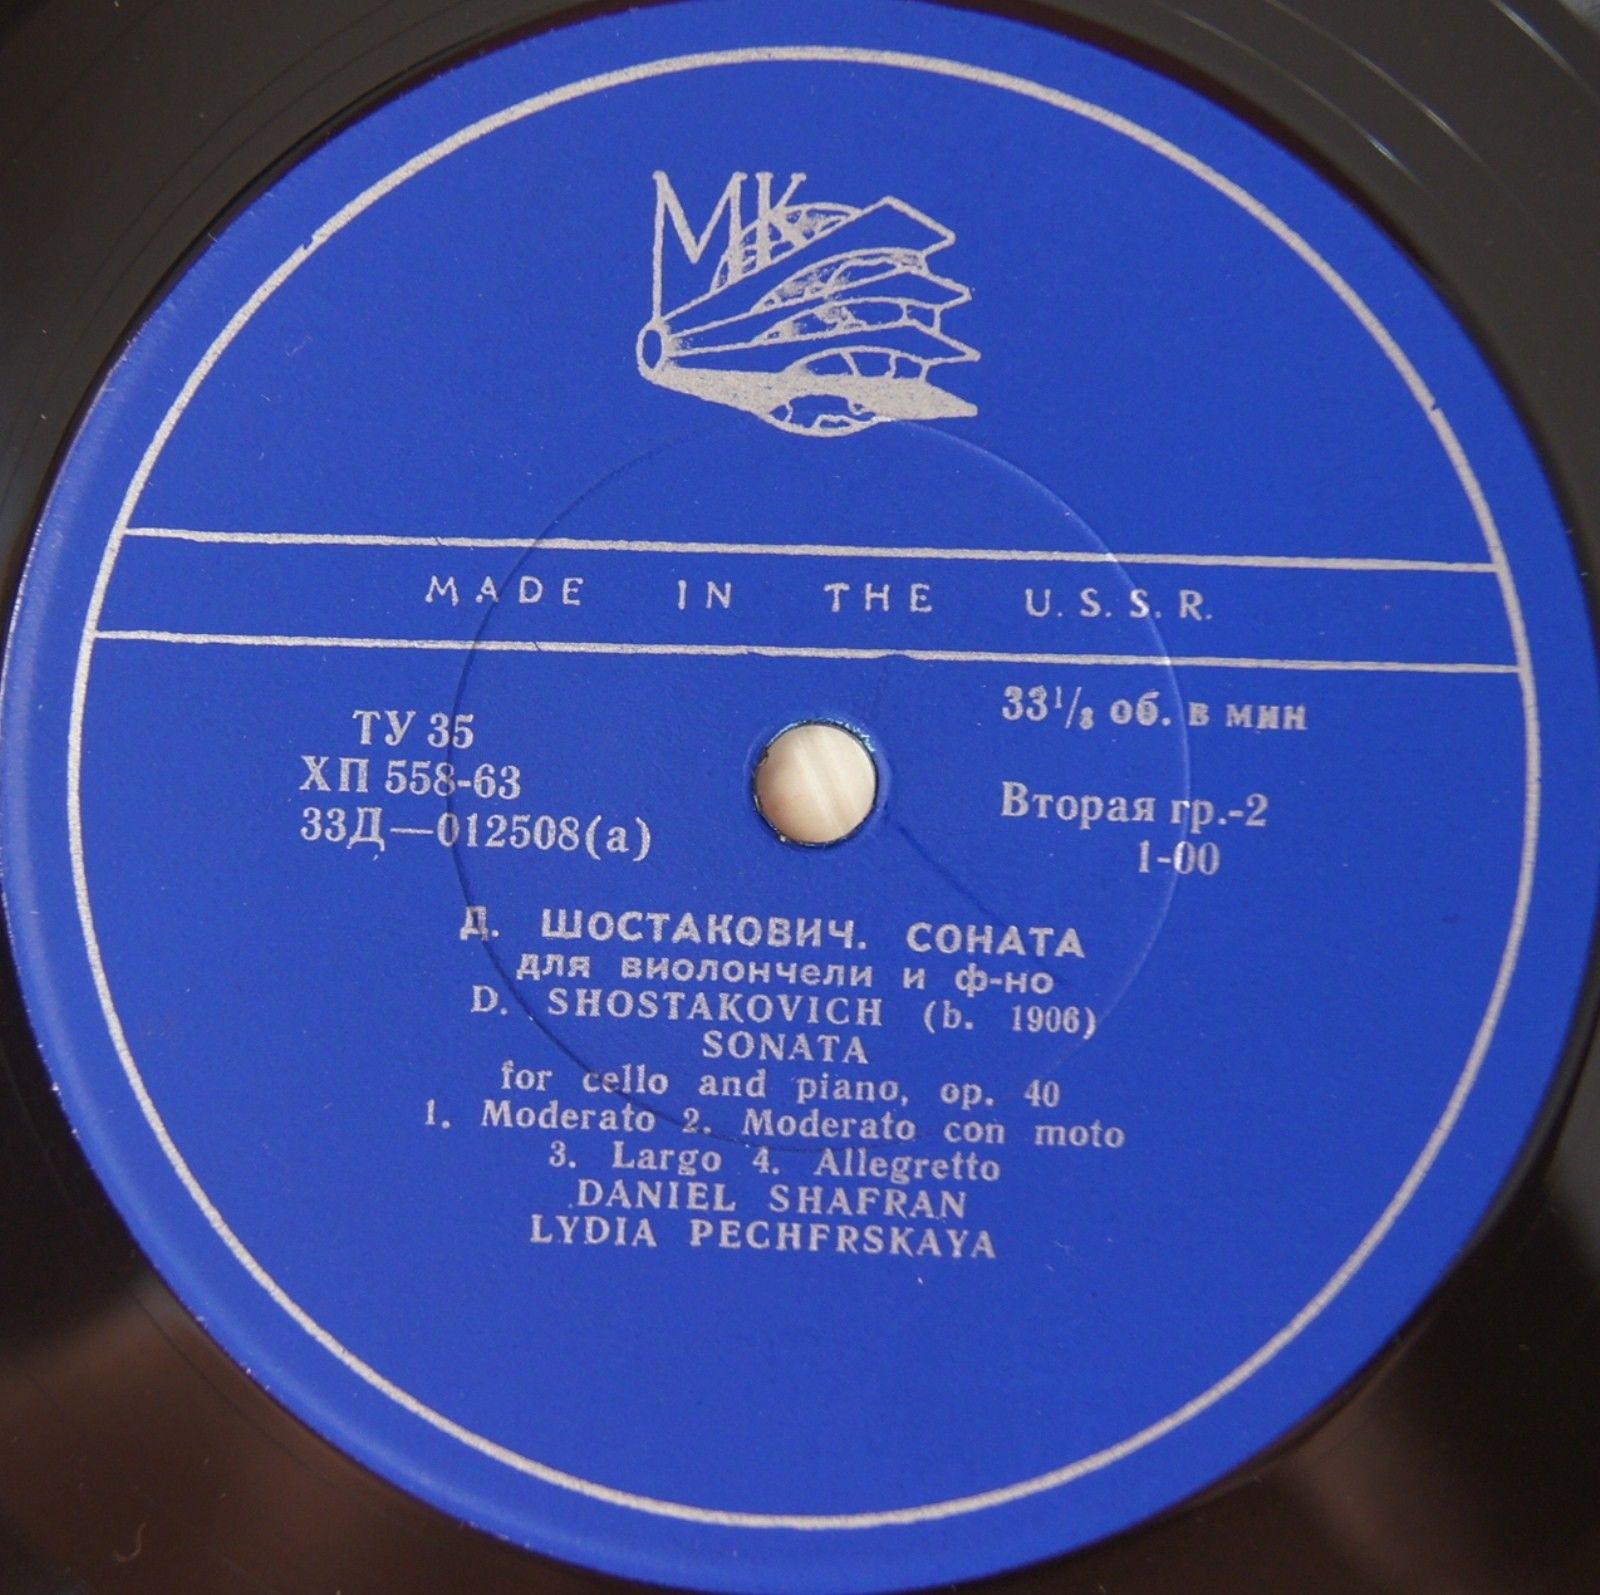 МК
MADE IN THE U.S.S.R.
ТУ 35
ХП 558-63
33Д—012508(а)
33⅓ об. в мин
Вторая гр.-2
1-00
Д. ШОСТАКОВИЧ. СОНАТА
для виолончели и ф-но
D. SHOSTAKOVICH (b. 1906)
SONATA
for cello and piano, op. 40
1. Moderato 2. Moderato con moto
3. Largo 4. Allegretto
DANIEL SHAFRAN
LYDIA PECHFRSKAYA